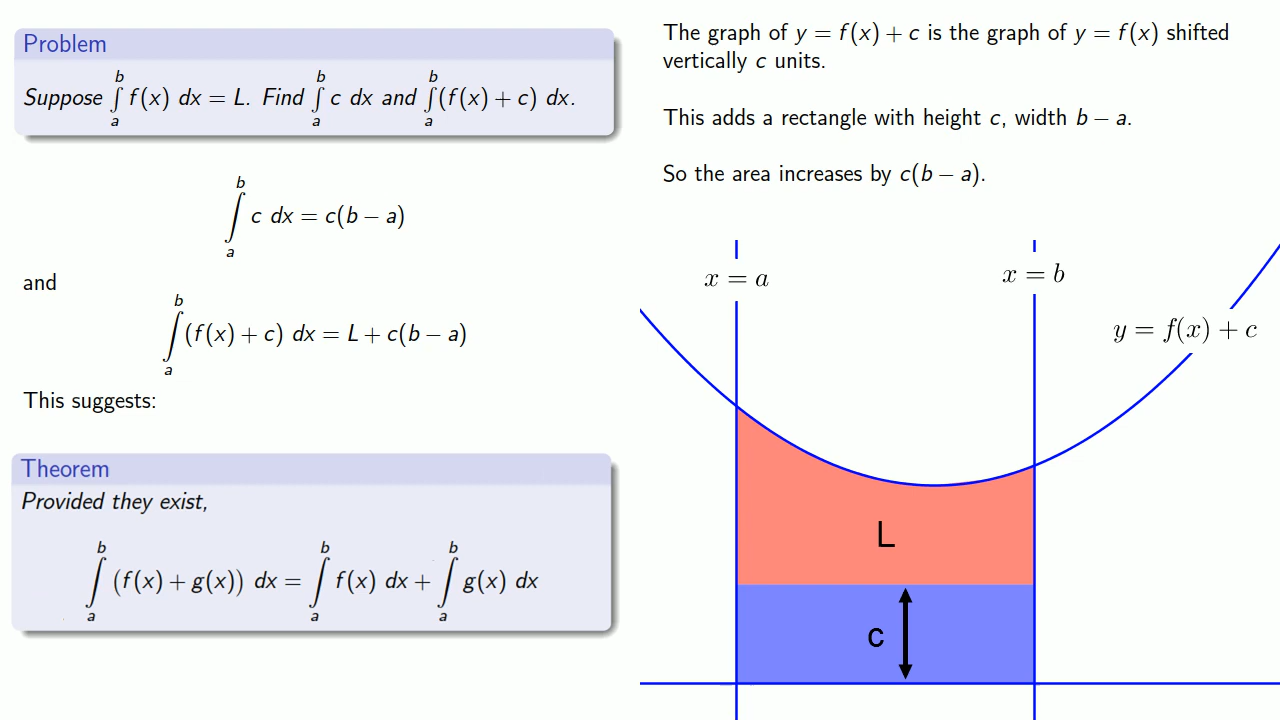 Problem
Suppose ∫_a^b f(x) dx = L. Find ∫_a^b c dx and ∫_a^b (f(x) + c) dx.
∫_a^b c dx = c(b − a)
and
∫_a^b (f(x) + c) dx = L + c(b − a)
This suggests:
Theorem
Provided they exist,
∫_a^b (f(x) + g(x)) dx = ∫_a^b f(x) dx + ∫_a^b g(x) dx
The graph of y = f(x) + c is the graph of y = f(x) shifted
vertically c units.
This adds a rectangle with height c, width b − a.
So the area increases by c(b − a).
x = a
x = b
y = f(x) + c
L
c